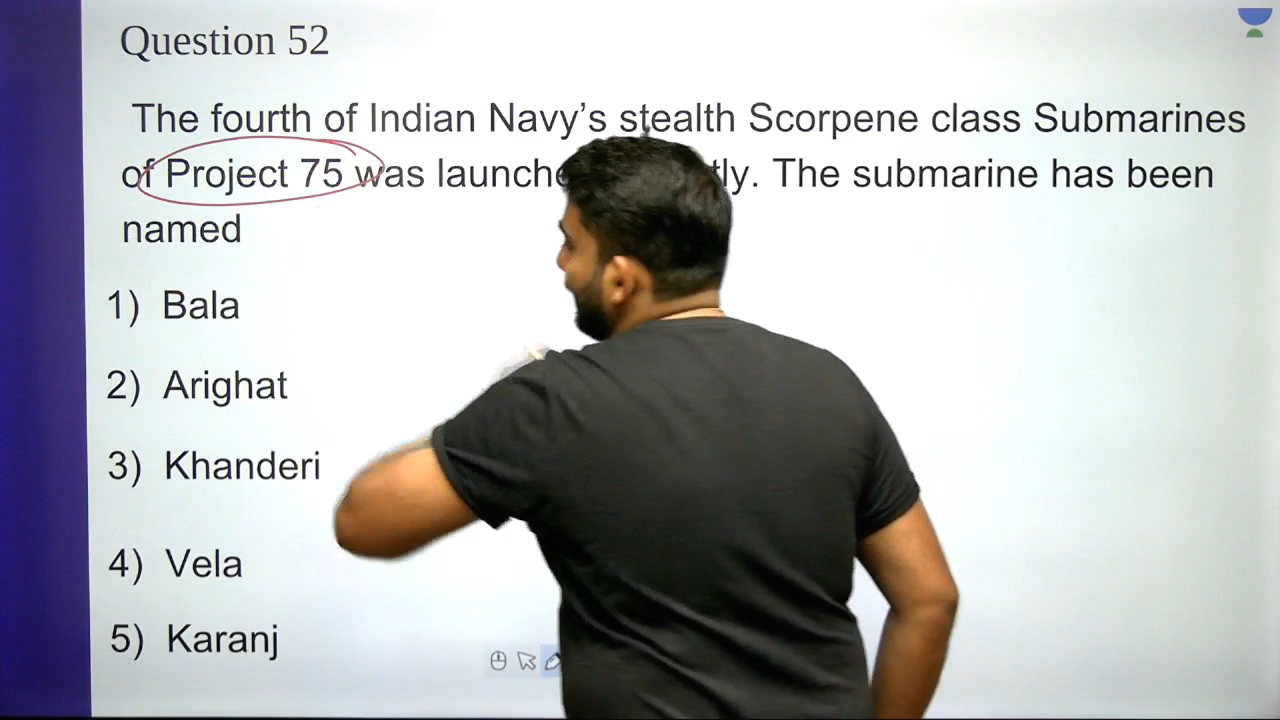 Question 52
The fourth of Indian Navy's stealth Scorpene class Submarines
of Project 75 was The submarine has been
named
1) Bala
2) Arighat
3) Khanderi
4) Vela
5) Karanj